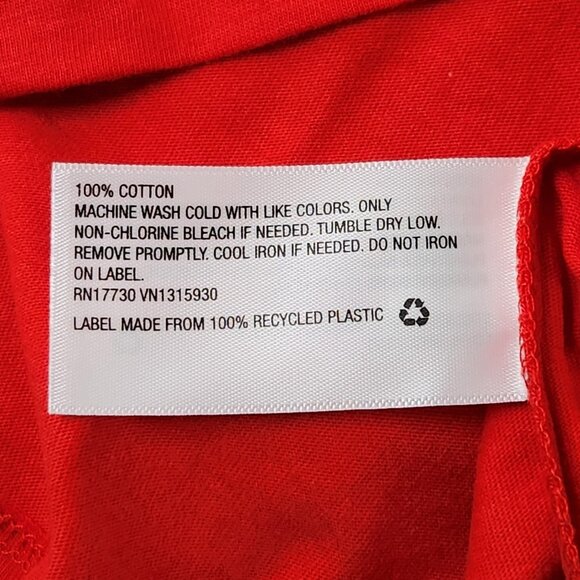 100% COTTON
MACHINE WASH COLD WITH LIKE COLORS. ONLY
NON-CHLORINE BLEACH IF NEEDED. TUMBLE DRY LOW.
REMOVE PROMPTLY. COOL IRON IF NEEDED. DO NOT IRON
ON LABEL.
RN17730 VN1315930
LABEL MADE FROM 100% RECYCLED PLASTIC